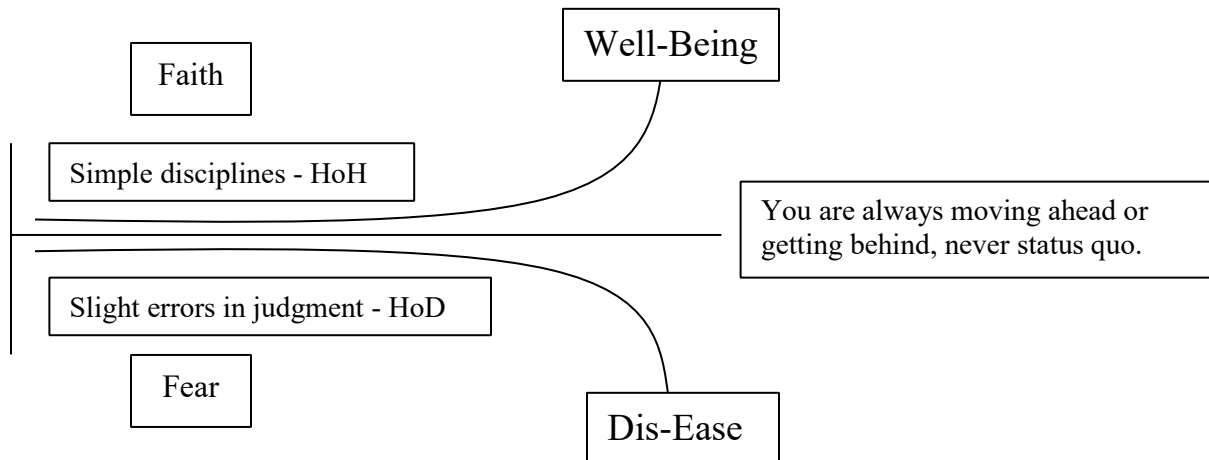 Well-Being
Faith
Simple disciplines - HoH
You are always moving ahead or
getting behind, never status quo.
Slight errors in judgment - HoD
Fear
Dis-Ease